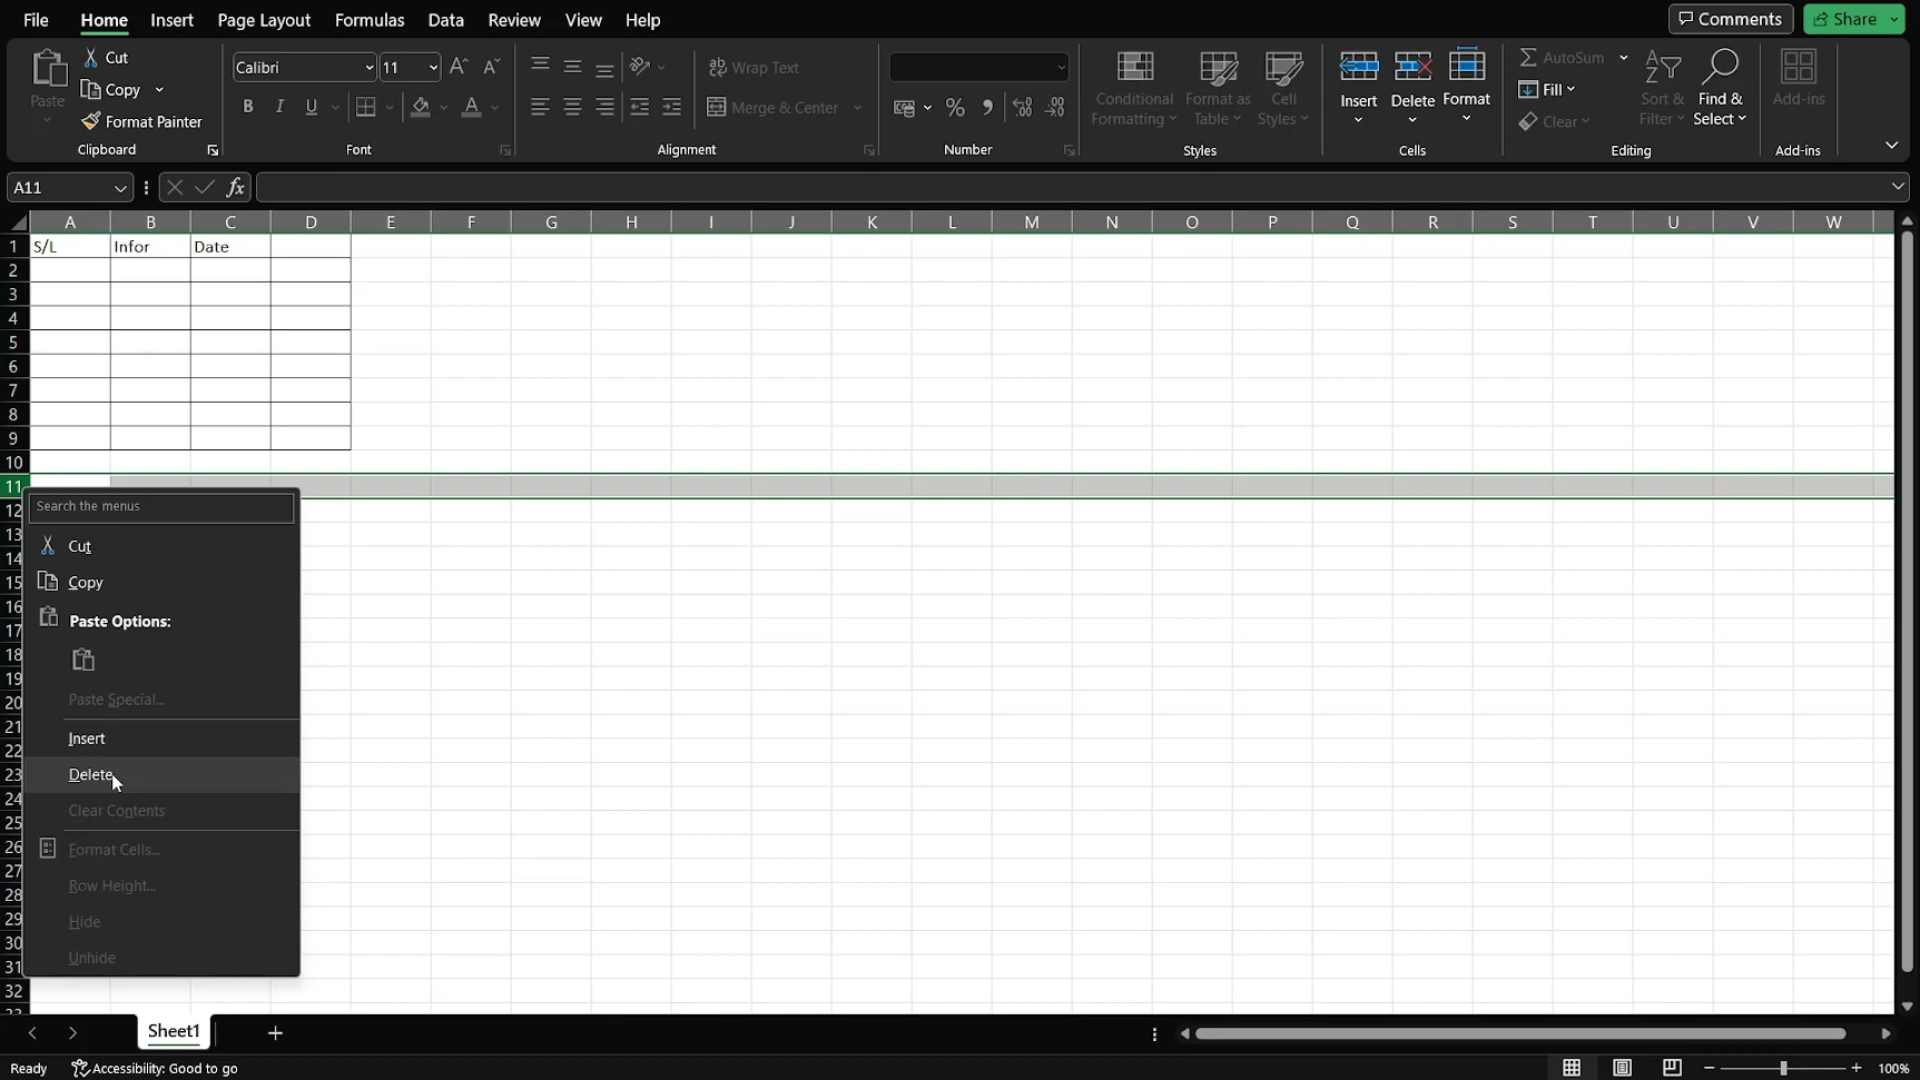 File Home Insert Page Layout Formulas Data Review View Help Comments Share
Paste Cut Copy Format Painter Clipboard
Calibri 11 B I U A Font
Wrap Text Merge & Center Alignment
% Number
Conditional Formatting Format as Table Cell Styles Styles
Insert Delete Format Cells
AutoSum Fill Clear Sort & Filter Find & Select Editing
Add-ins Add-ins
A11 fx
A B C D E F G H I J K L M N O P Q R S T U V W
1 S/L Infor Date
2
3
4
5
6
7
8
9
10
11
Search the menus
12
13 Cut
14
15 Copy
16
17 Paste Options:
18
19
20 Paste Special...
21
22 Insert
23 Delete
24
25 Clear Contents
26 Format Cells...
27
28 Row Height...
29 Hide
30
31 Unhide
32
Sheet1
Ready Accessibility: Good to go 100%